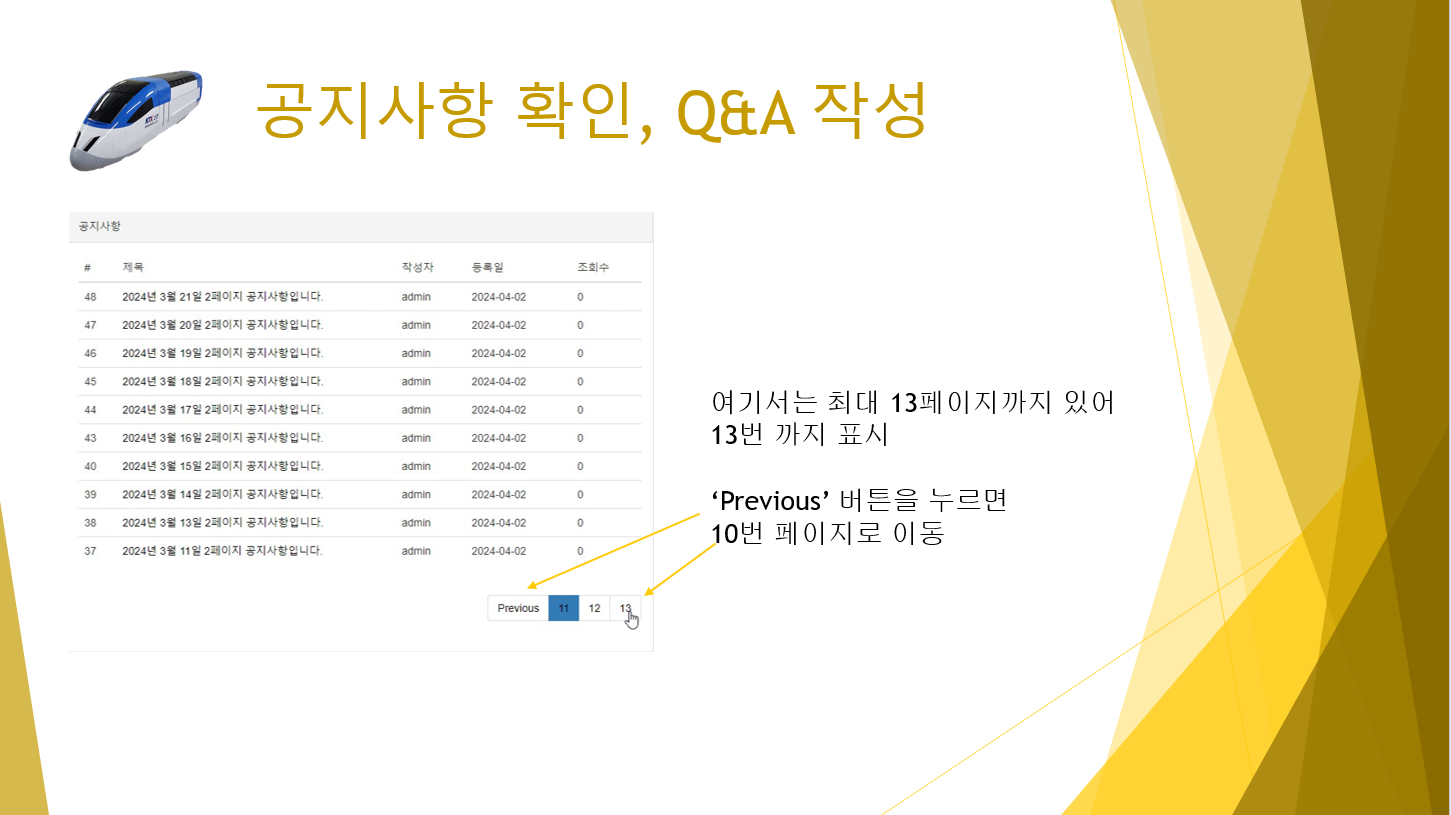 공지사항 확인, Q&A 작성
공지사항
# 제목 작성자 등록일 조회수
48 2024년 3월 21일 2페이지 공지사항입니다. admin 2024-04-02 0
47 2024년 3월 20일 2페이지 공지사항입니다. admin 2024-04-02 0
46 2024년 3월 19일 2페이지 공지사항입니다. admin 2024-04-02 0
45 2024년 3월 18일 2페이지 공지사항입니다. admin 2024-04-02 0
44 2024년 3월 17일 2페이지 공지사항입니다. admin 2024-04-02 0
43 2024년 3월 16일 2페이지 공지사항입니다. admin 2024-04-02 0
40 2024년 3월 15일 2페이지 공지사항입니다. admin 2024-04-02 0
39 2024년 3월 14일 2페이지 공지사항입니다. admin 2024-04-02 0
38 2024년 3월 13일 2페이지 공지사항입니다. admin 2024-04-02 0
37 2024년 3월 11일 2페이지 공지사항입니다. admin 2024-04-02 0
Previous 11 12 13
여기서는 최대 13페이지까지 있어
13번 까지 표시
‘Previous’ 버튼을 누르면
10번 페이지로 이동